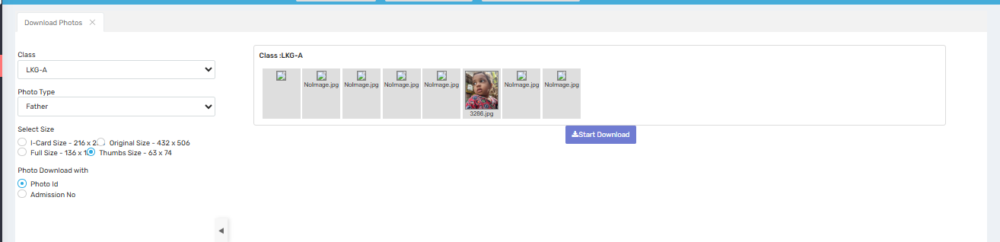 Download Photos
Class
LKG-A
Photo Type
Father
Select Size
I-Card Size - 216 x 2
Original Size - 432 x 506
Full Size - 136 x 1
Thumbs Size - 63 x 74
Photo Download with
Photo Id
Admission No
Class :LKG-A
NoImage.jpg NoImage.jpg NoImage.jpg NoImage.jpg 3286.jpg NoImage.jpg NoImage.jpg
Start Download